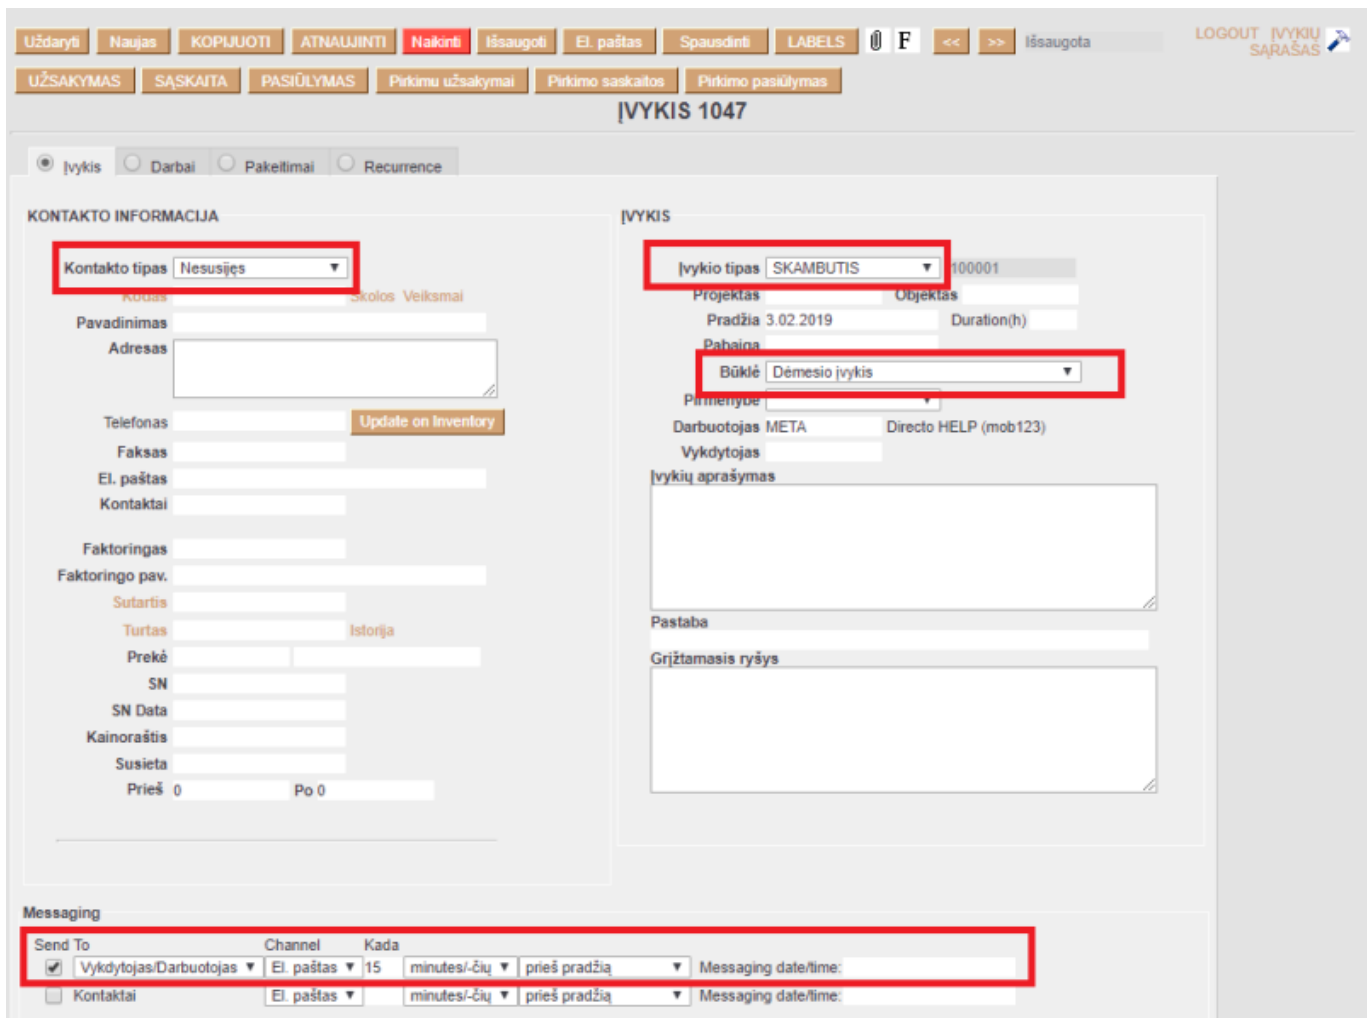 Uždaryti Naujas KOPIJUOTI ATNAUJINTI Naikinti Išsaugoti El. paštas Spausdinti LABELS F << >> Išsaugota LOGOUT ĮVYKIŲ SĄRAŠAS
UŽSAKYMAS SĄSKAITA PASIŪLYMAS Pirkimu užsakymai Pirkimo saskaitos Pirkimo pasiūlymas
ĮVYKIS 1047
Įvykis Darbai Pakeitimai Recurrence
KONTAKTO INFORMACIJA
Kontakto tipas Nesusijęs
Kodas Skolos Veiksmai
Pavadinimas
Adresas
Telefonas Update on Inventory
Faksas
El. paštas
Kontaktai
Faktoringas
Faktoringo pav.
Sutartis
Turtas Istorija
Prekė
SN
SN Data
Kainoraštis
Susieta
Prieš 0 Po 0
ĮVYKIS
Įvykio tipas SKAMBUTIS 100001
Projektas Objektas
Pradžia 3.02.2019 Duration(h)
Pabaiga
Būklė Dėmesio įvykis
Pirmenybė
Darbuotojas META Directo HELP (mob123)
Vykdytojas
Įvykių aprašymas
Pastaba
Grįžtamasis ryšys
Messaging
Send To Channel Kada
Vykdytojas/Darbuotojas El. paštas 15 minutes/-čių prieš pradžią Messaging date/time:
Kontaktai El. paštas minutes/-čių prieš pradžią Messaging date/time: